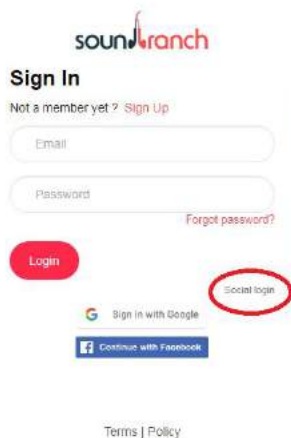 soundbranch
Sign In
Not a member yet ? Sign Up
Email
Password
Forgot password?
Login
Social login
Sign in with Google
Continue with Facebook
Terms | Policy